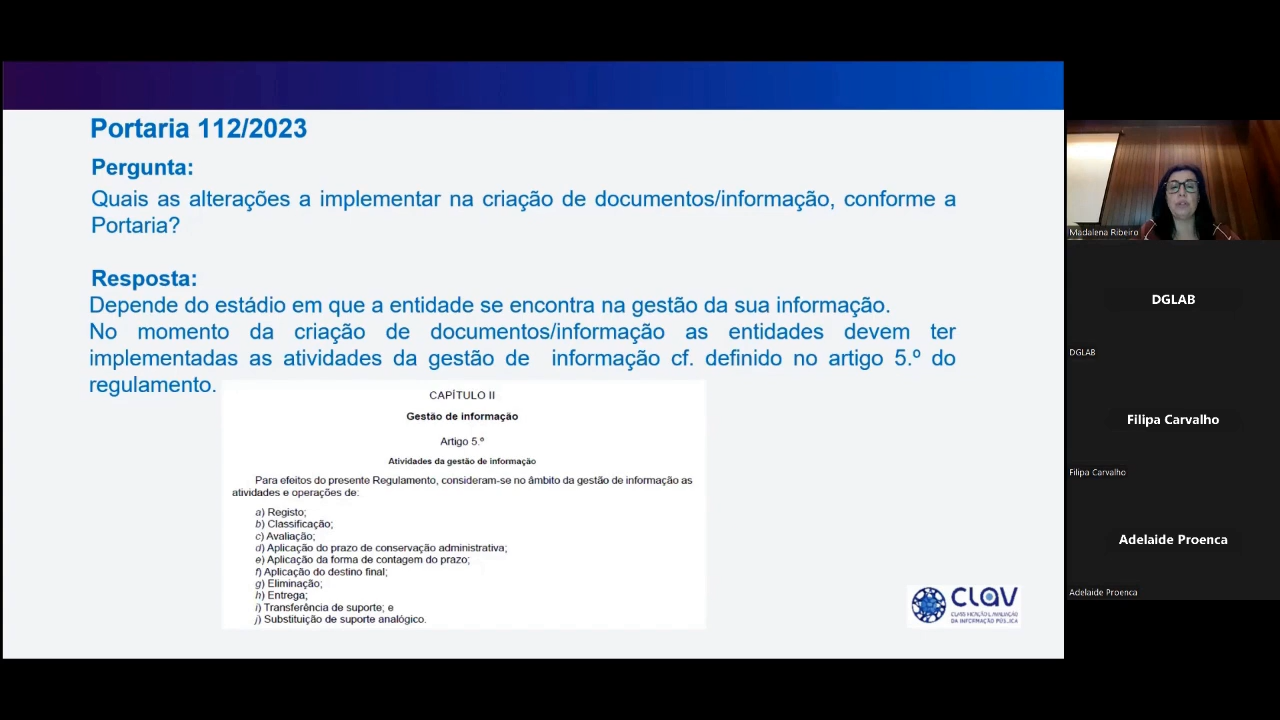 Portaria 112/2023
Pergunta:
Quais as alterações a implementar na criação de documentos/informação, conforme a
Portaria?
Resposta:
Depende do estádio em que a entidade se encontra na gestão da sua informação.
No momento da criação de documentos/informação as entidades devem ter
implementadas as atividades da gestão de informação cf. definido no artigo 5.º do
regulamento.
CAPÍTULO II
Gestão de informação
Artigo 5.º
Atividades da gestão de informação
Para efeitos do presente Regulamento, consideram-se no âmbito da gestão de informação as
atividades e operações de:
a) Registo;
b) Classificação;
c) Avaliação;
d) Aplicação do prazo de conservação administrativa;
e) Aplicação da forma de contagem do prazo;
f) Aplicação do destino final;
g) Eliminação;
h) Entrega;
i) Transferência de suporte; e
j) Substituição de suporte analógico.
CLAV
CLASSIFICAÇÃO E AVALIAÇÃO
DA INFORMAÇÃO PÚBLICA
Madalena Ribeiro
DGLAB
DGLAB
Filipa Carvalho
Filipa Carvalho
Adelaide Proenca
Adelaide Proenca